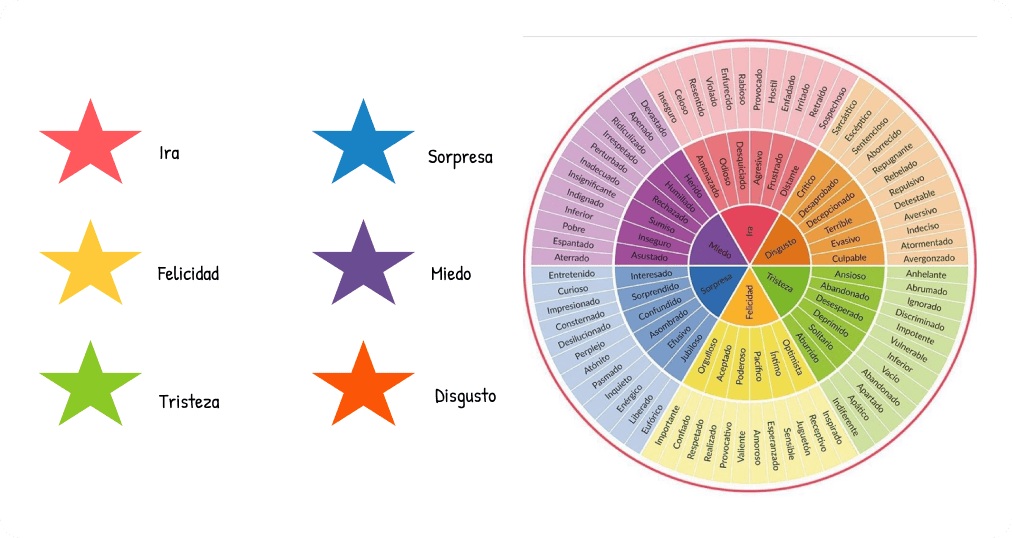 Ira
Sorpresa
Felicidad
Miedo
Tristeza
Disgusto
Ira
Disgusto
Tristeza
Felicidad
Sorpresa
Miedo
Amenazado
Odioso
Desquiciado
Agresivo
Frustrado
Distante
Crítico
Desaprobado
Decepcionado
Terrible
Evasivo
Culpable
Ansioso
Abandonado
Desesperado
Deprimido
Solitario
Aburrido
Optimista
Íntimo
Pacífico
Poderoso
Aceptado
Orgulloso
Jubiloso
Efusivo
Asombrado
Confundido
Sorprendido
Interesado
Asustado
Inseguro
Sumiso
Rechazado
Humillado
Herido
Inseguro
Celoso
Resentido
Violado
Enfurecido
Rabioso
Provocado
Hostil
Enfadado
Irritado
Retraído
Sospechoso
Sarcástico
Escéptico
Sentencioso
Aborrecido
Repugnante
Rebelado
Repulsivo
Detestable
Aversivo
Indeciso
Atormentado
Avergonzado
Anhelante
Abrumado
Ignorado
Discriminado
Impotente
Vulnerable
Inferior
Vacío
Abandonado
Apartado
Apático
Indiferente
Inspirado
Receptivo
Juguetón
Sensible
Esperanzado
Amoroso
Valiente
Provocativo
Realizado
Respetado
Confiado
Importante
Eufórico
Liberado
Enérgico
Inquieto
Pasmado
Atónito
Perplejo
Desilucionado
Consternado
Impresionado
Curioso
Entretenido
Aterrado
Espantado
Pobre
Inferior
Indignado
Insignificante
Inadecuado
Perturbado
Irrespetado
Ridiculizado
Apenado
Devastado